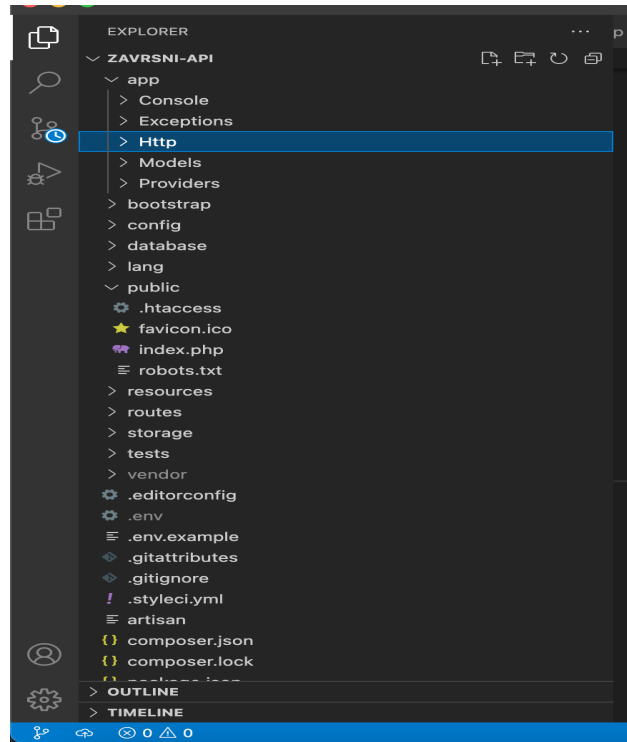 EXPLORER
ZAVRSNI-API
app
Console
Exceptions
Http
Models
Providers
bootstrap
config
database
lang
public
.htaccess
favicon.ico
index.php
robots.txt
resources
routes
storage
tests
vendor
.editorconfig
.env
.env.example
.gitattributes
.gitignore
.styleci.yml
artisan
{} composer.json
{} composer.lock
OUTLINE
TIMELINE
0 0